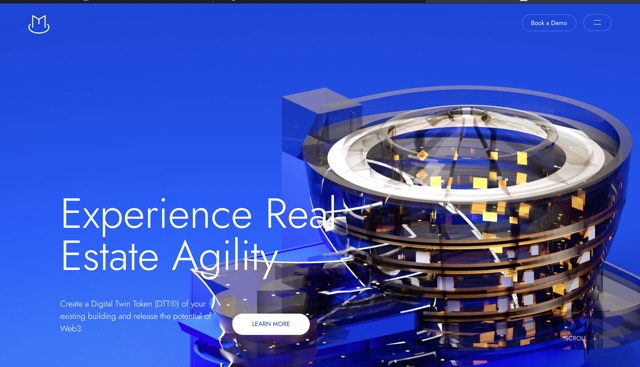 Book a Demo
Experience Real
Estate Agility
Create a Digital Twin Token (DTT®) of your
existing building and release the potential of
Web3.
LEARN MORE
SCROLL